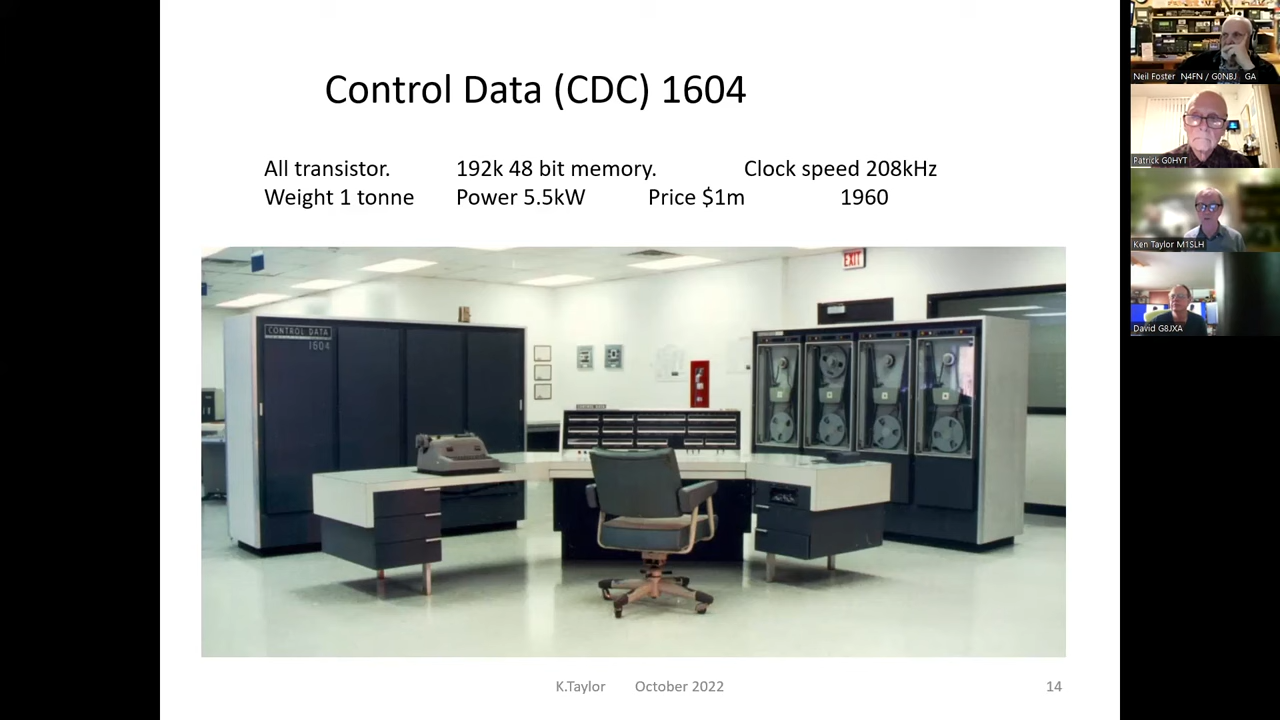 Control Data (CDC) 1604
All transistor. 192k 48 bit memory. Clock speed 208kHz
Weight 1 tonne Power 5.5kW Price $1m 1960
EXIT
CONTROL DATA
1604
CONTROL DATA
K.Taylor October 2022 14
Neil Foster N4FN / G0NBJ GA
Patrick G0HYT
Ken Taylor M1SLH
David G8JXA